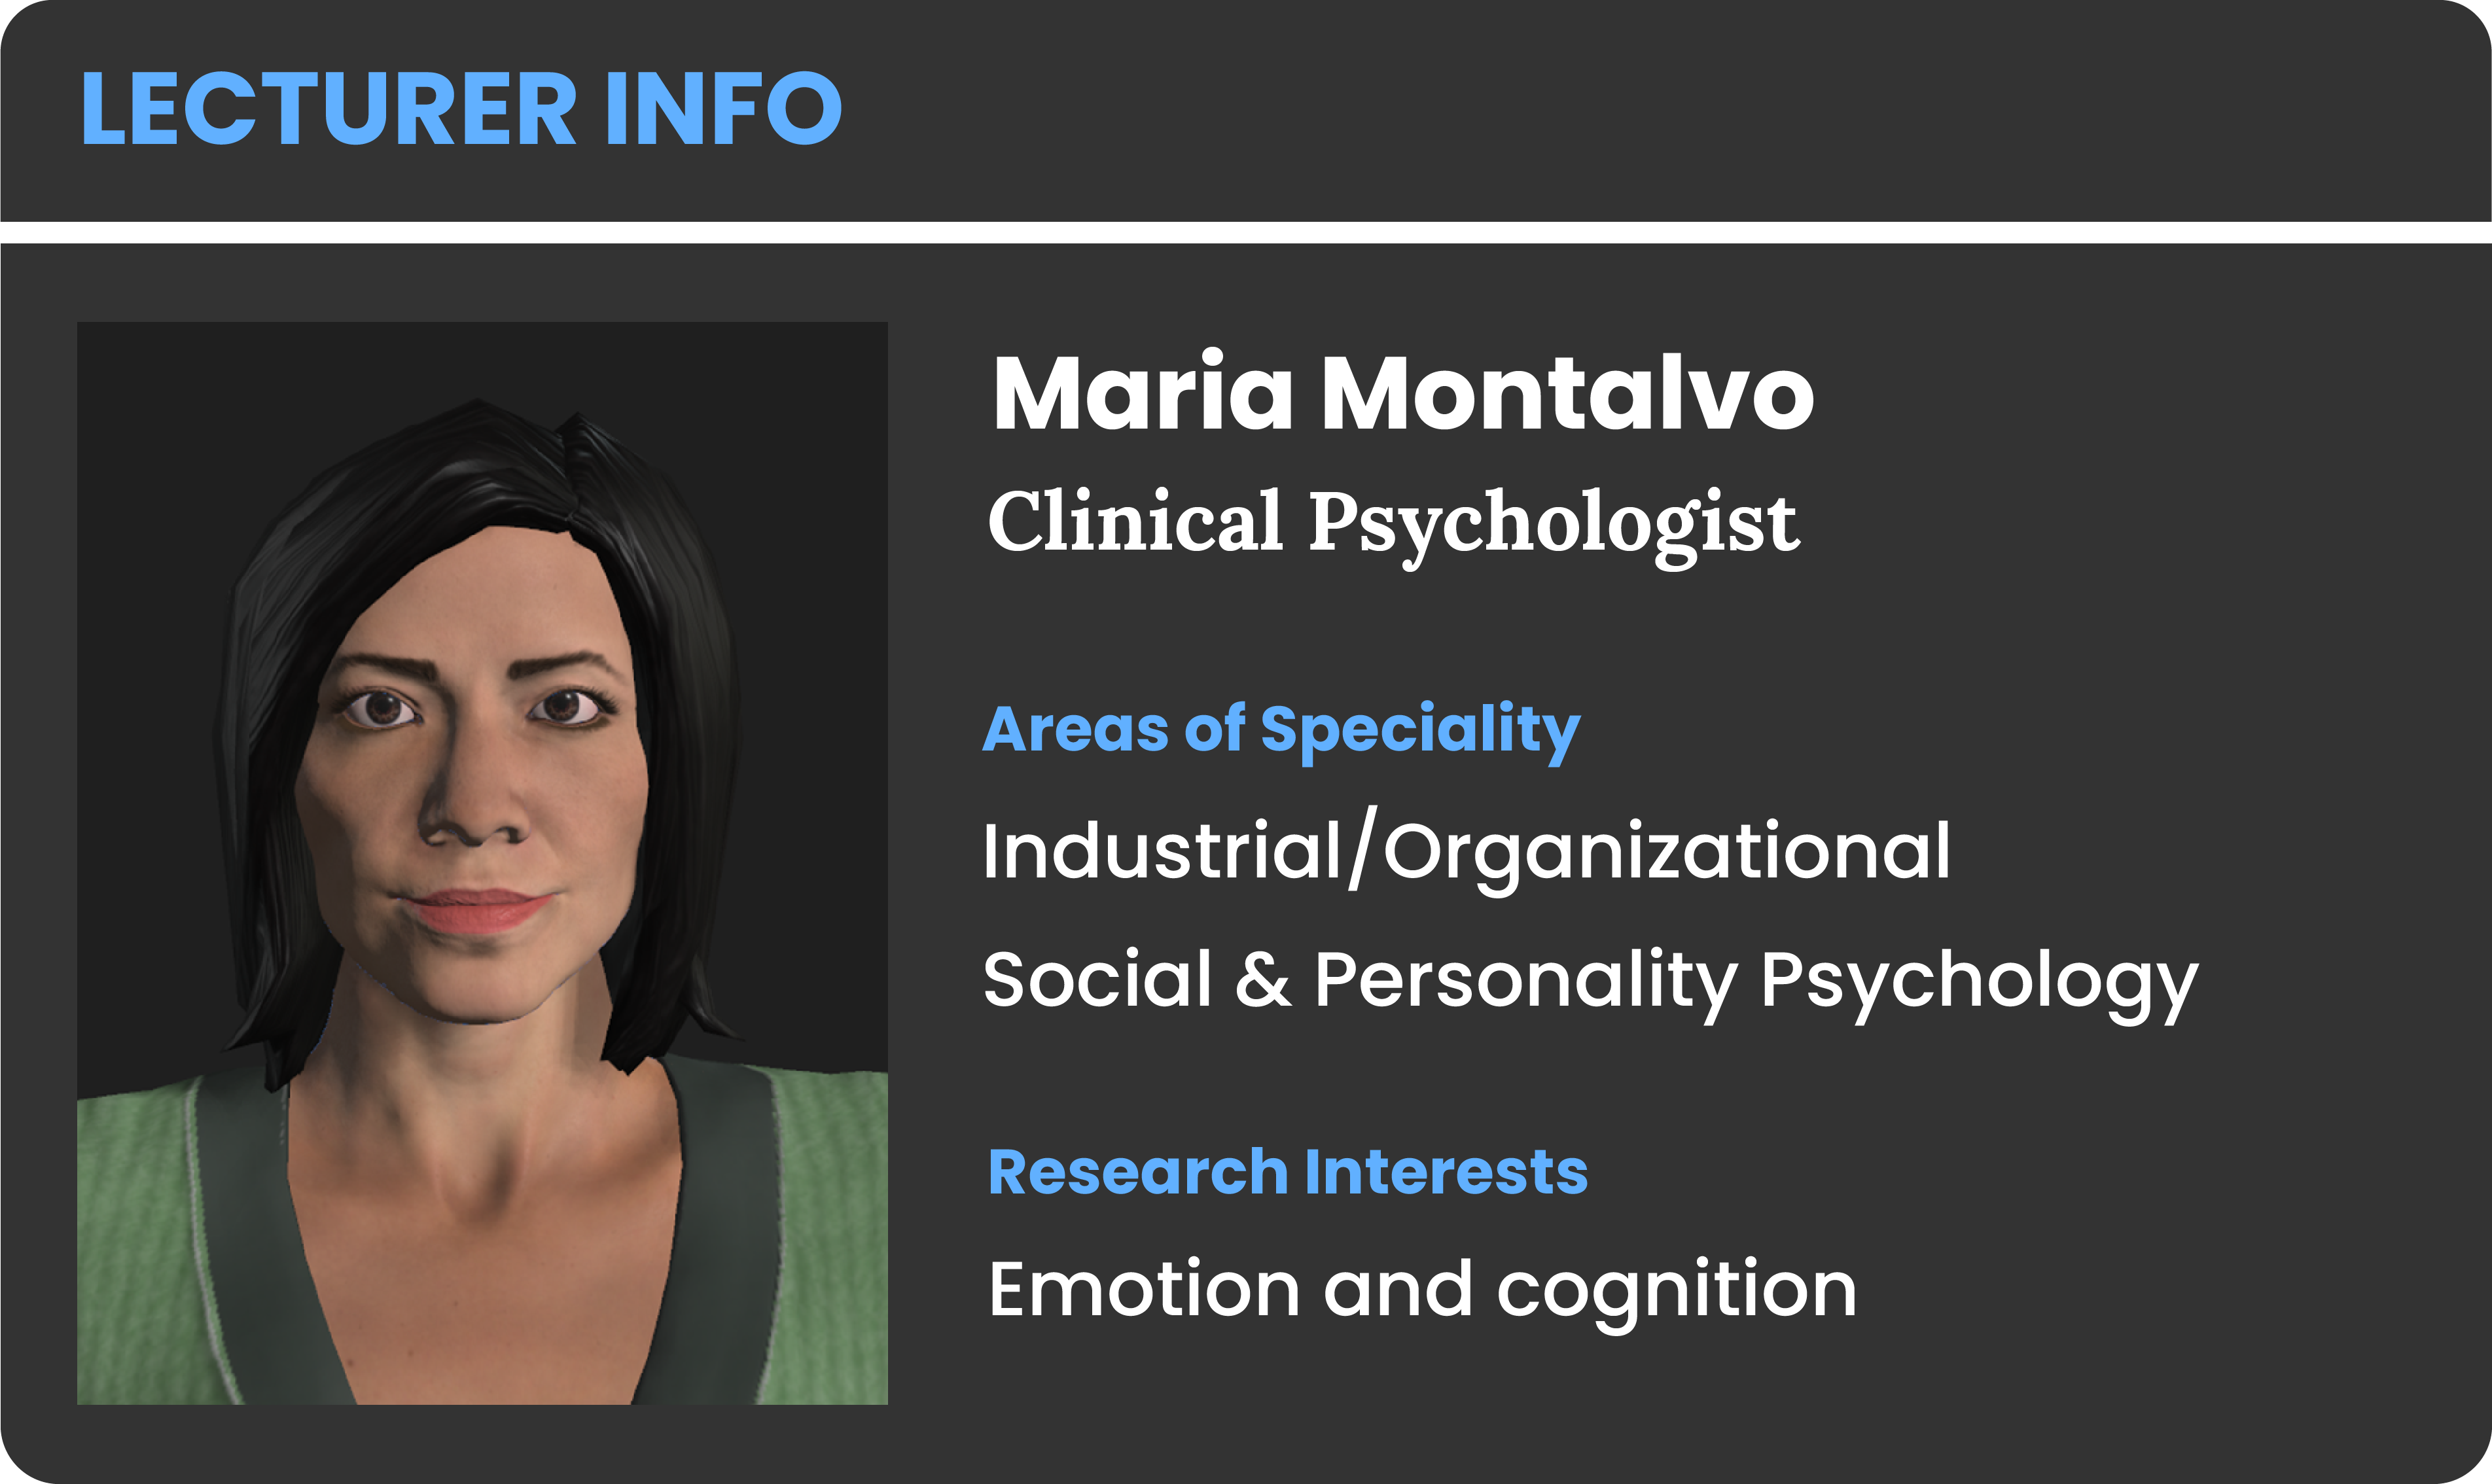 LECTURER INFO
Maria Montalvo
Clinical Psychologist
Areas of Speciality
Industrial/Organizational
Social & Personality Psychology
Research Interests
Emotion and cognition